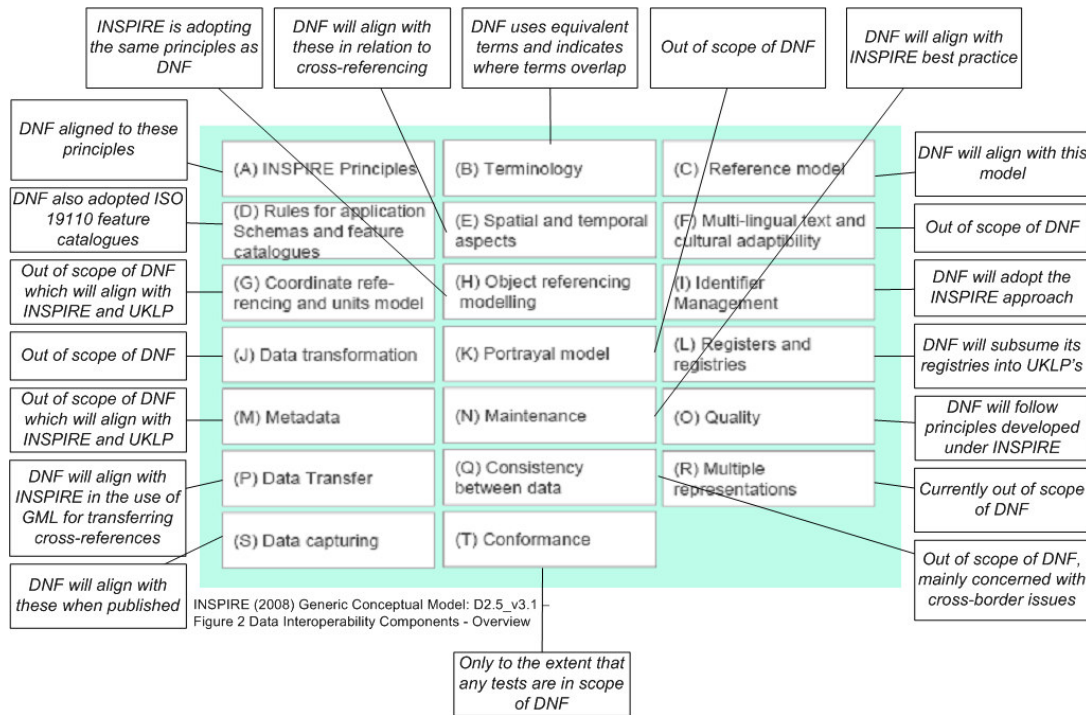 INSPIRE is adopting
the same principles as
DNF
DNF will align with
these in relation to
cross-referencing
DNF uses equivalent
terms and indicates
where terms overlap
Out of scope of DNF
DNF will align with
INSPIRE best practice
DNF aligned to these
principles
(A) INSPIRE Principles
(B) Terminology
(C) Reference model
DNF will align with this
model
DNF also adopted ISO
19110 feature
catalogues
(D) Rules for application
Schemas and feature
catalogues
(E) Spatial and temporal
aspects
(F) Multi-lingual text and
cultural adaptibility
Out of scope of DNF
Out of scope of DNF
which will align with
INSPIRE and UKLP
(G) Coordinate refe-
rencing and units model
(H) Object referencing
modelling
(I) Identifier
Management
DNF will adopt the
INSPIRE approach
Out of scope of DNF
(J) Data transformation
(K) Portrayal model
(L) Registers and
registries
DNF will subsume its
registries into UKLP's
Out of scope of DNF
which will align with
INSPIRE and UKLP
(M) Metadata
(N) Maintenance
(O) Quality
DNF will follow
principles developed
under INSPIRE
DNF will align with
INSPIRE in the use of
GML for transferring
cross-references
(P) Data Transfer
(Q) Consistency
between data
(R) Multiple
representations
Currently out of scope
of DNF
DNF will align with
these when published
(S) Data capturing
(T) Conformance
Out of scope of DNF,
mainly concerned with
cross-border issues
INSPIRE (2008) Generic Conceptual Model: D2.5_v3.1
Figure 2 Data Interoperability Components - Overview
Only to the extent that
any tests are in scope
of DNF